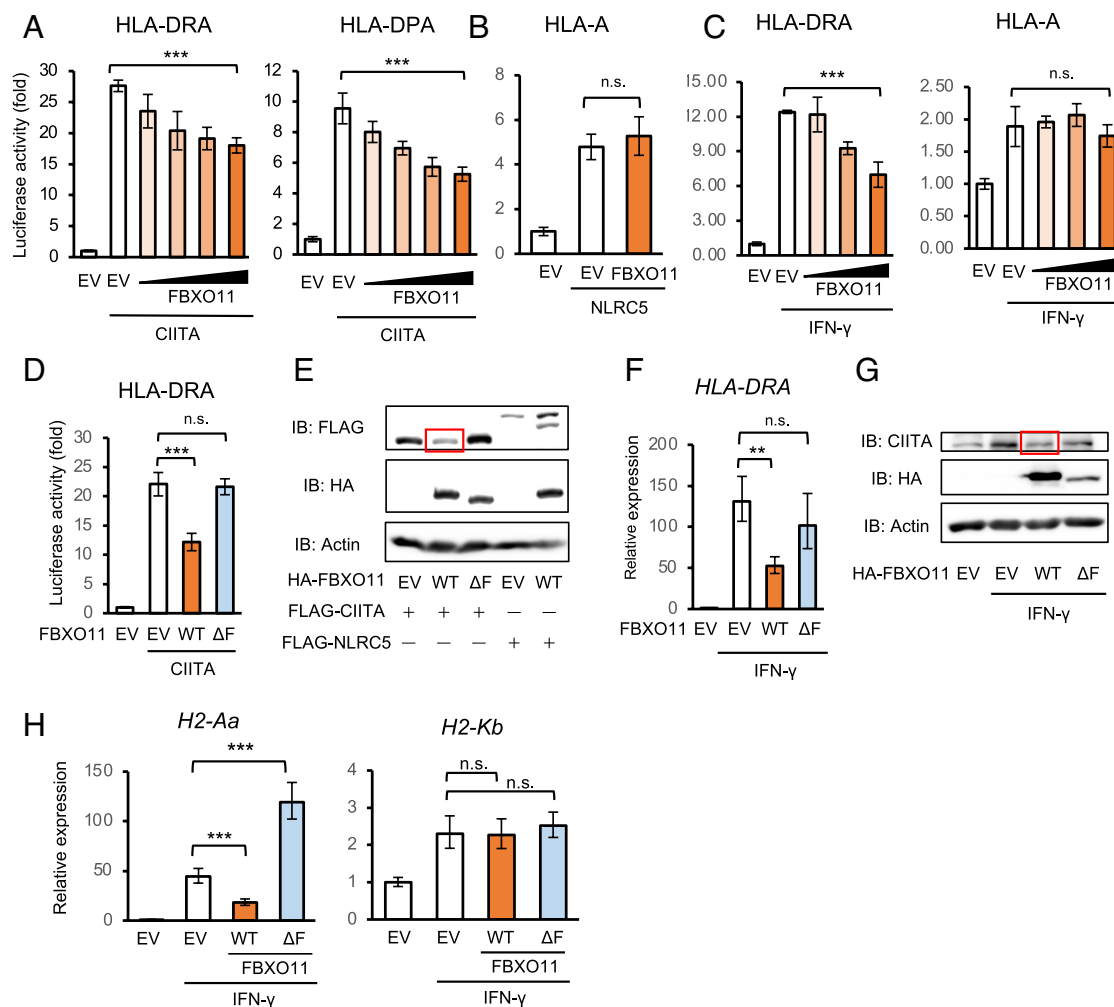 A
HLA-DRA
HLA-DPA
B
HLA-A
C
HLA-DRA
HLA-A
Luciferase activity (fold)
30
25
20
15
10
5
0
***
EV
EV
FBXO11
CIITA
12
10
8
6
4
2
0
***
EV
EV
FBXO11
CIITA
8
6
4
2
0
n.s.
EV
EV
FBXO11
NLRC5
15.00
12.00
9.00
6.00
3.00
0.00
***
EV
EV
FBXO11
IFN-γ
2.50
2.00
1.50
1.00
0.50
0.00
n.s.
EV
EV
FBXO11
IFN-γ
D
HLA-DRA
Luciferase activity (fold)
30
25
20
15
10
5
0
n.s.
***
FBXO11 EV EV WT ΔF
CIITA
E
IB: FLAG
IB: HA
IB: Actin
HA-FBXO11 EV WT ΔF EV WT
FLAG-CIITA + + + — —
FLAG-NLRC5 — — — + +
F
HLA-DRA
Relative expression
200
150
100
50
0
n.s.
**
FBXO11 EV EV WT ΔF
IFN-γ
G
IB: CIITA
IB: HA
IB: Actin
HA-FBXO11 EV EV WT ΔF
IFN-γ
H
H2-Aa
Relative expression
150
100
50
0
***
***
EV EV WT ΔF
FBXO11
IFN-γ
H2-Kb
4
3
2
1
0
n.s.
n.s.
EV EV WT ΔF
FBXO11
IFN-γ